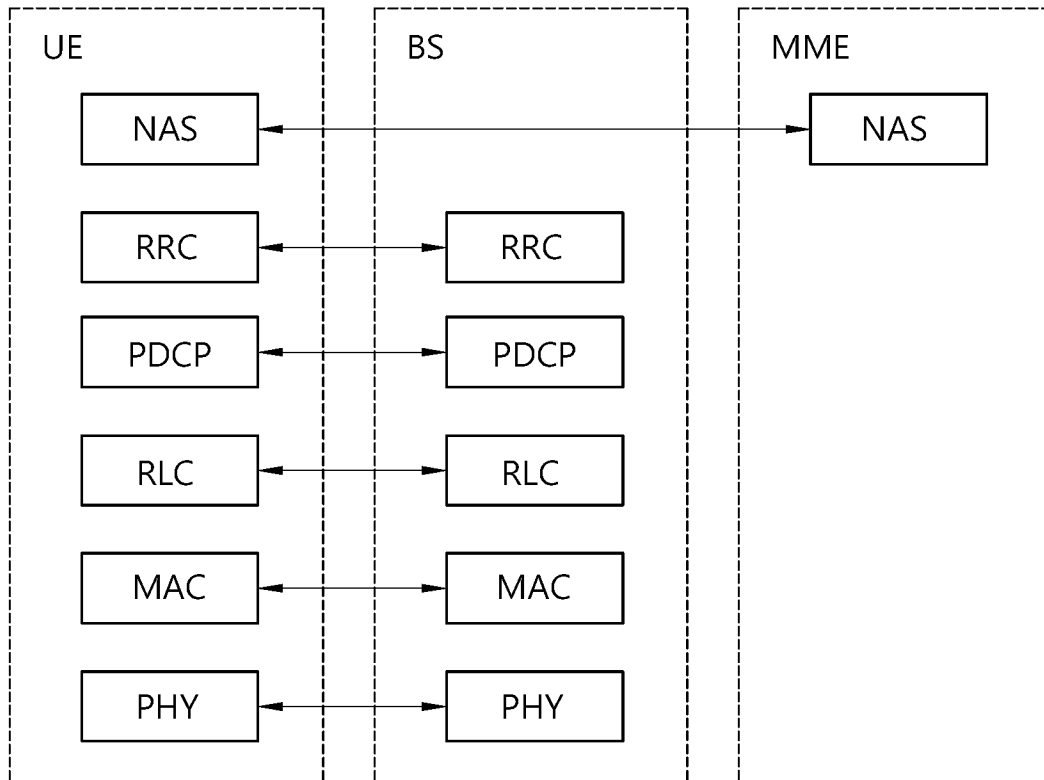 UE BS MME
NAS NAS
RRC RRC
PDCP PDCP
RLC RLC
MAC MAC
PHY PHY